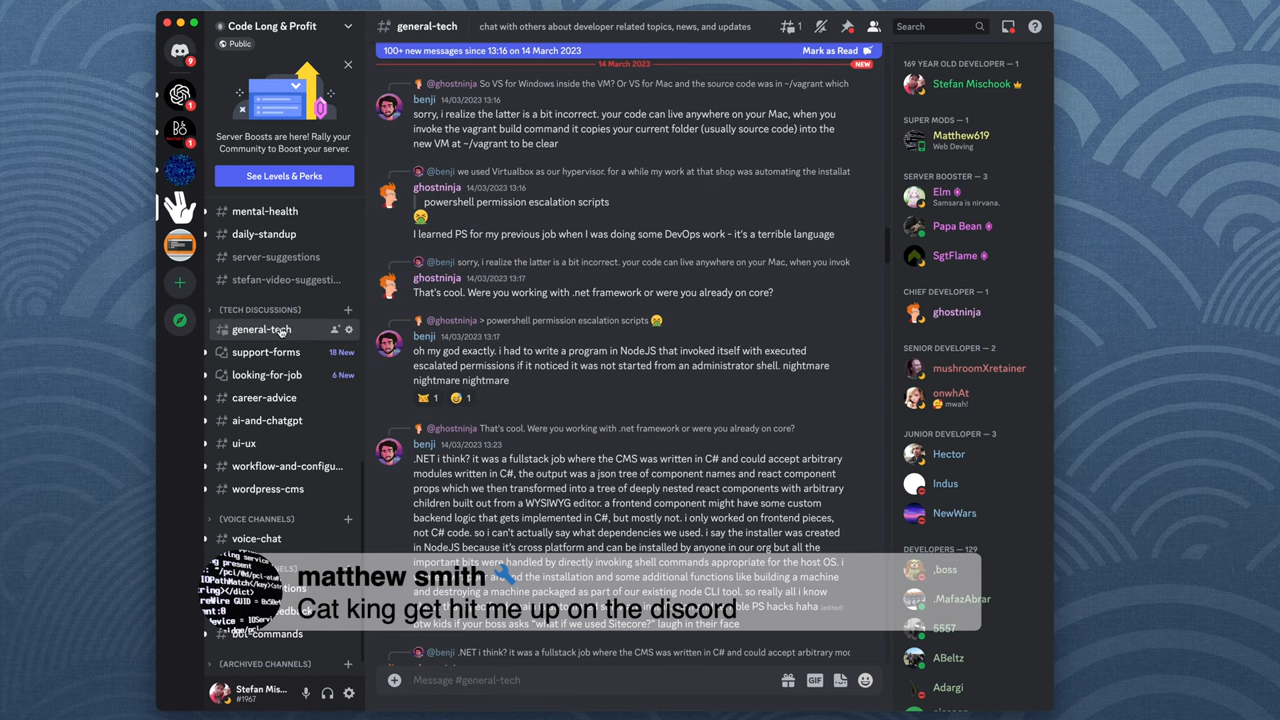 Code Long & Profit
Public
Server Boosts are here! Rally your
Community to Boost your server.
See Levels & Perks
mental-health
daily-standup
server-suggestions
stefan-video-suggesti...
(TECH DISCUSSIONS)
general-tech
support-forms 18 New
looking-for-job 6 New
career-advice
ai-and-chatgpt
ui-ux
workflow-and-configu...
wordpress-cms
(VOICE CHANNELS)
voice-chat
(ARCHIVED CHANNELS)
Stefan Mis...
#1967
9
1
1
general-tech chat with others about developer related topics, news, and updates
1
Search
100+ new messages since 13:16 on 14 March 2023 Mark as Read
14 March 2023 NEW
@ghostninja So VS for Windows inside the VM? Or VS for Mac and the source code was in ~/vagrant which
benji 14/03/2023 13:16
sorry, i realize the latter is a bit incorrect. your code can live anywhere on your Mac, when you
invoke the vagrant build command it copies your current folder (usually source code) into the
new VM at ~/vagrant to be clear
@benji we used Virtualbox as our hypervisor. for a while my work at that shop was automating the installat
ghostninja 14/03/2023 13:16
powershell permission escalation scripts
I learned PS for my previous job when I was doing some DevOps work - it's a terrible language
@benji sorry, i realize the latter is a bit incorrect. your code can live anywhere on your Mac, when you invok
ghostninja 14/03/2023 13:17
That's cool. Were you working with .net framework or were you already on core?
@ghostninja > powershell permission escalation scripts
benji 14/03/2023 13:17
oh my god exactly. i had to write a program in NodeJS that invoked itself with executed
escalated permissions if it noticed it was not started from an administrator shell. nightmare
nightmare nightmare
1 1
@ghostninja That's cool. Were you working with .net framework or were you already on core?
benji 14/03/2023 13:23
.NET i think? it was a fullstack job where the CMS was written in C# and could accept arbitrary
modules written in C#, the output was a json tree of component names and react component
props which we then transformed into a tree of deeply nested react components with arbitrary
children built out from a WYSIWYG editor. a frontend component might have some custom
backend logic that gets implemented in C#, but mostly not. i only worked on frontend pieces,
not C# code. so i can't actually say what dependencies we used. i say the installer was created
in NodeJS because it's cross platform and can be installed by anyone in our org but all the
important bits were handled by directly invoking shell commands appropriate for the host OS. i
the installation and some additional functions like building a machine
and destroying a machine packaged as part of our existing node CLI tool. so really all i know
PS hacks haha (edited)
btw kids if your boss asks "what if we used Sitecore?" laugh in their face
@benji .NET i think? it was a fullstack job where the CMS was written in C# and could accept arbitrary moc
Message #general-tech
GIF
169 YEAR OLD DEVELOPER — 1
Stefan Mischook
SUPER MODS — 1
Matthew619
Web Deving
SERVER BOOSTER — 3
Elm
Samsara is nirvana.
Papa Bean
SgtFlame
CHIEF DEVELOPER — 1
ghostninja
SENIOR DEVELOPER — 2
mushroomXretainer
onwhAt
mwah!
JUNIOR DEVELOPER — 3
Hector
Indus
NewWars
DEVELOPERS — 129
,boss
.MafazAbrar
5557
ABeltz
Adargi
matthew smith
Cat king get hit me up on the discord